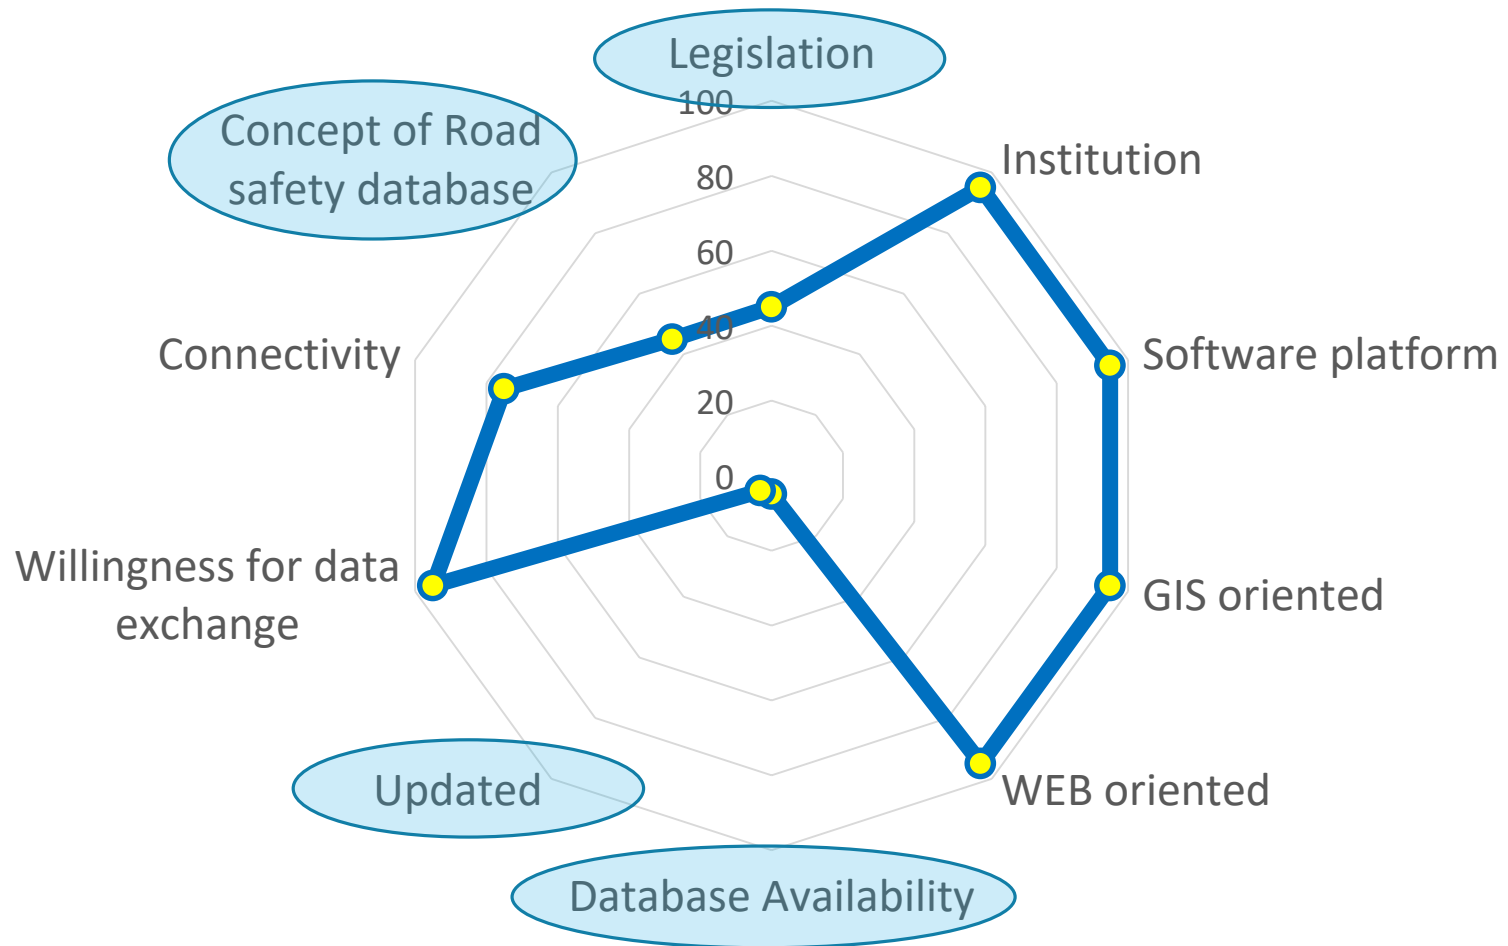 Legislation
100
Concept of Road
safety database
Institution
80
60
Connectivity
40
Software platform
20
0
Willingness for data
exchange
GIS oriented
Updated
WEB oriented
Database Availability